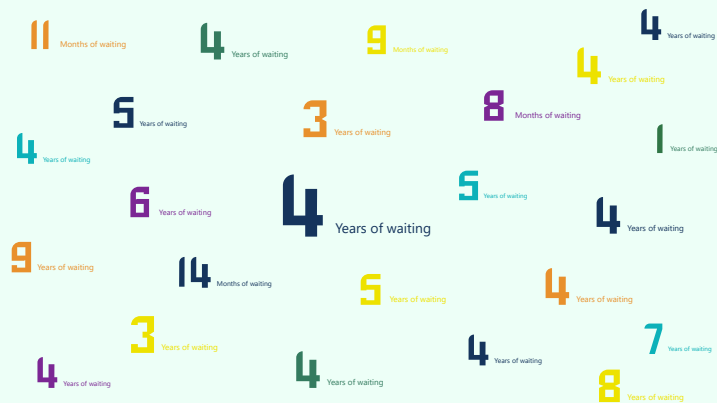 11 Months of waiting
4 Years of waiting
9 Months of waiting
4 Years of waiting
4 Years of waiting
5 Years of waiting
3 Years of waiting
8 Months of waiting
1 Years of waiting
4 Years of waiting
6 Years of waiting
4 Years of waiting
5 Years of waiting
4 Years of waiting
9 Years of waiting
14 Months of waiting
5 Years of waiting
4 Years of waiting
3 Years of waiting
4 Years of waiting
7 Years of waiting
4 Years of waiting
4 Years of waiting
8 Years of waiting